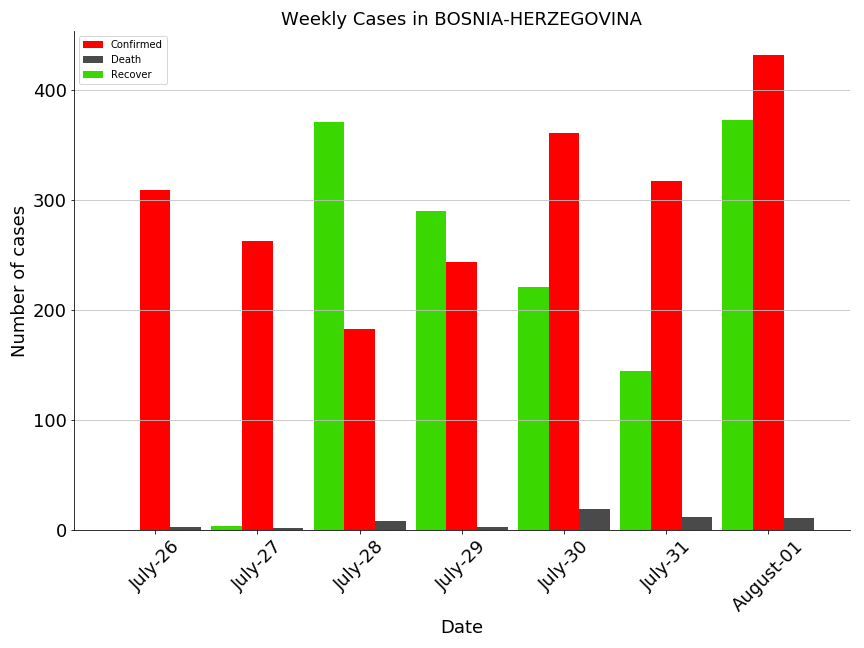 Weekly Cases in BOSNIA-HERZEGOVINA
Confirmed
Death
Recover
400
300
200
100
0
Number of cases
July-26
July-27
July-28
July-29
July-30
July-31
August-01
Date